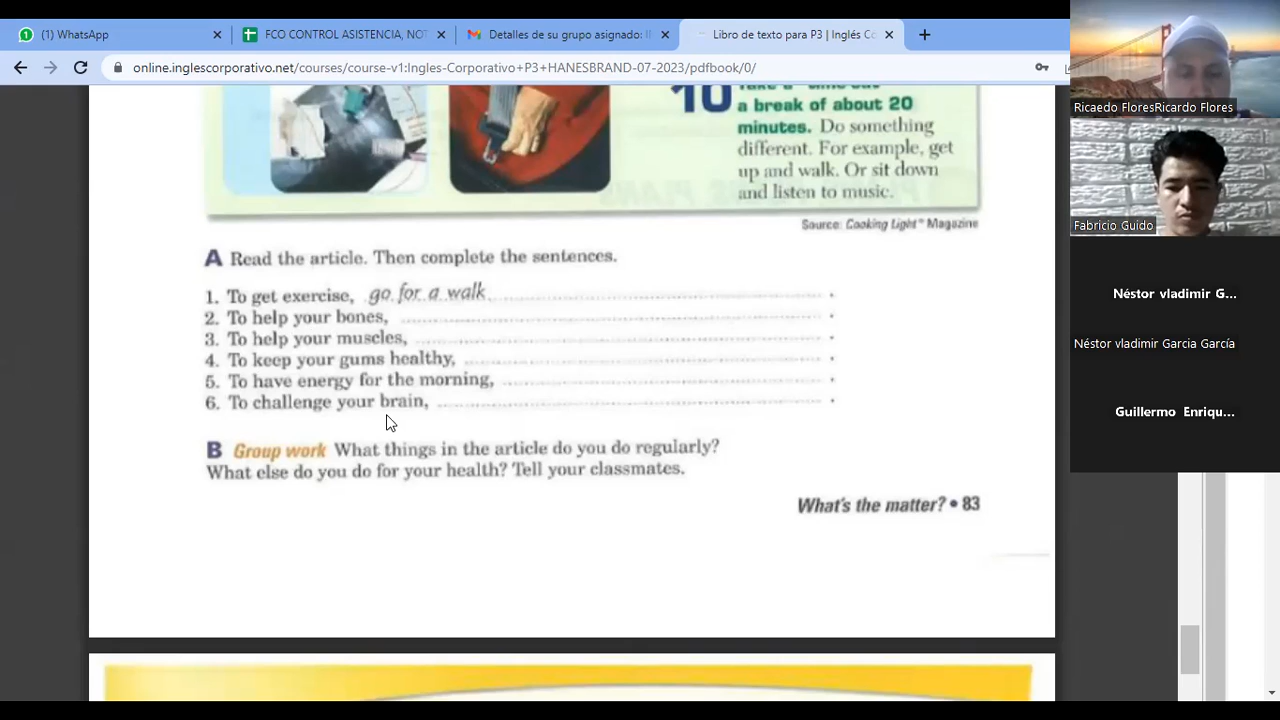 (1) WhatsApp
FCO CONTROL ASISTENCIA, NOT
Detalles de su grupo asignado: I
Libro de texto para P3 | Inglés Co
online.inglescorporativo.net/courses/course-v1:Ingles-Corporativo+P3+HANESBRAND-07-2023/pdfbook/0/
10
a break of about 20
minutes. Do something
different. For example, get
up and walk. Or sit down
and listen to music.
Source: Cooking Light® Magazine
A Read the article. Then complete the sentences.
1. To get exercise, go for a walk.
2. To help your bones, .
3. To help your muscles, .
4. To keep your gums healthy, .
5. To have energy for the morning, .
6. To challenge your brain, .
B Group work What things in the article do you do regularly?
What else do you do for your health? Tell your classmates.
What's the matter? • 83
Ricaedo FloresRicardo Flores
Fabricio Guido
Néstor vladimir G...
Néstor vladimir Garcia García
Guillermo Enriqu...